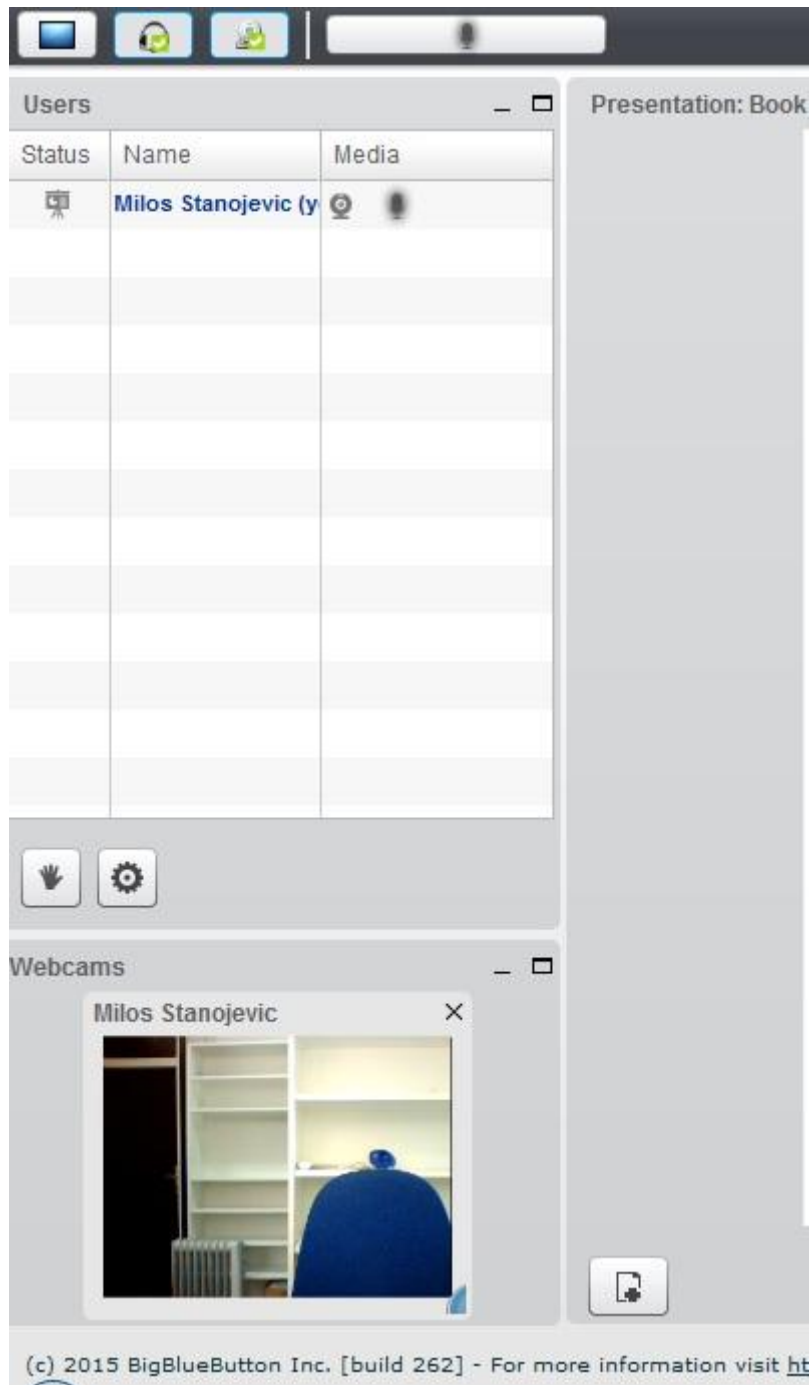 Users
Presentation: Book
Status Name Media
Milos Stanojevic (y
Webcams
Milos Stanojevic
(c) 2015 BigBlueButton Inc. [build 262] - For more information visit ht